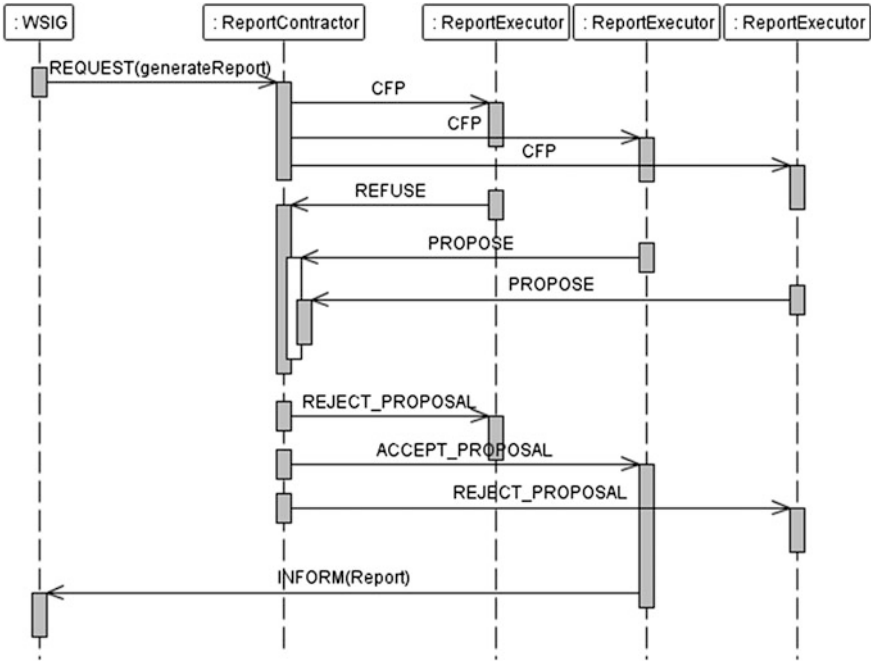 : WSIG
: ReportContractor
: ReportExecutor
: ReportExecutor
: ReportExecutor
REQUEST(generateReport)
CFP
CFP
CFP
REFUSE
PROPOSE
PROPOSE
REJECT_PROPOSAL
ACCEPT_PROPOSAL
REJECT_PROPOSAL
INFORM(Report)